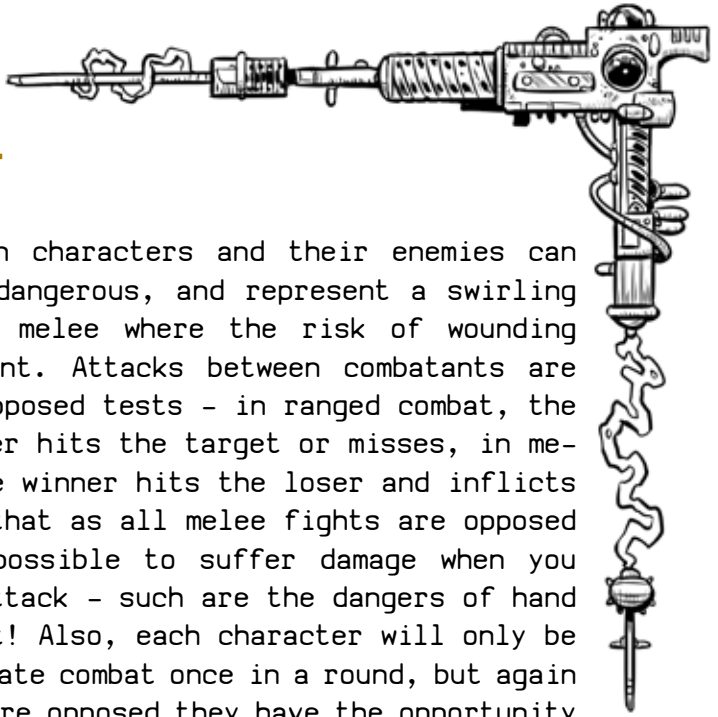 n characters and their enemies can
dangerous, and represent a swirling
melee where the risk of wounding
nt. Attacks between combatants are
pposed tests – in ranged combat, the
er hits the target or misses, in me-
e winner hits the loser and inflicts
that as all melee fights are opposed
possible to suffer damage when you
ttack – such are the dangers of hand
t! Also, each character will only be
ate combat once in a round, but again
re opposed they have the opportunity